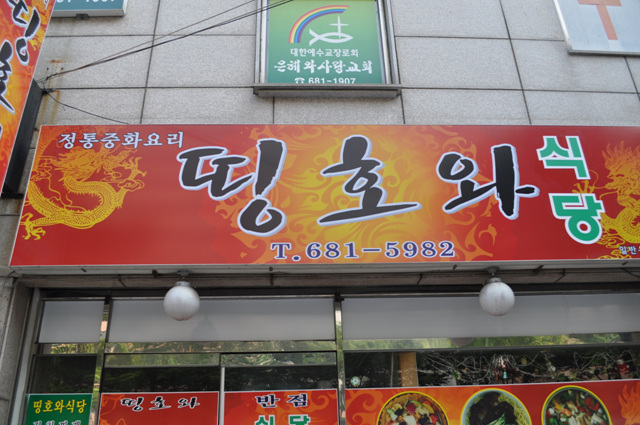 대한예수교장로회
은혜와사랑교회
☎ 681-1907
정통중화요리
띵호와
식당
T. 681-5982
띵호와식당
띵호와
반점
식당